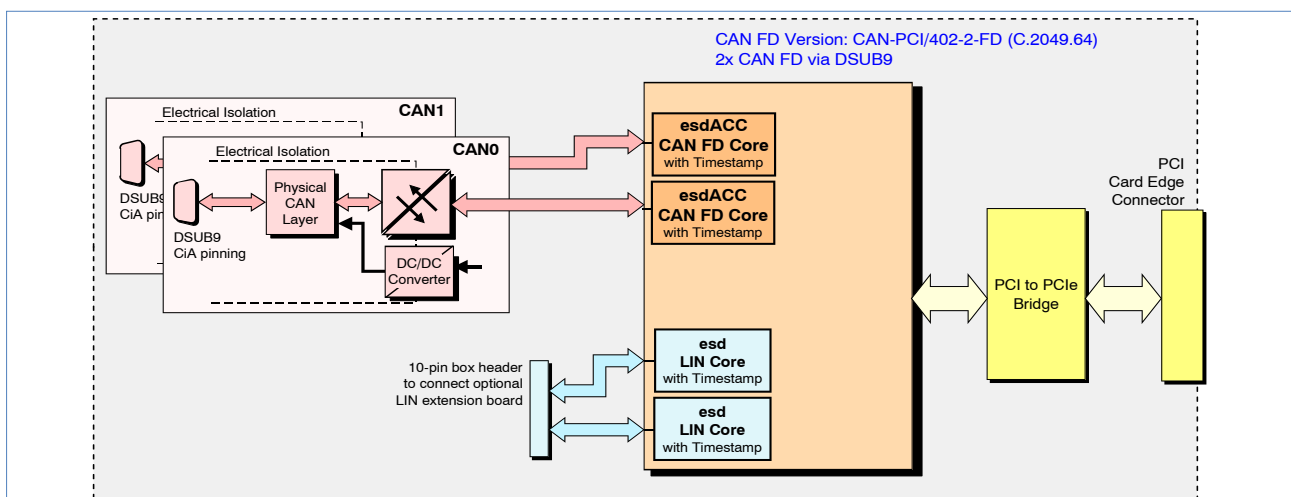 CAN FD Version: CAN-PCI/402-2-FD (C.2049.64)
2x CAN FD via DSUB9
Electrical Isolation
CAN1
DSUB9
CiA pin
Electrical Isolation
CAN0
Physical
CAN
Layer
DSUB9
CiA pinning
DC/DC
Converter
esdACC
CAN FD Core
with Timestamp
esdACC
CAN FD Core
with Timestamp
10-pin box header
to connect optional
LIN extension board
esd
LIN Core
with Timestamp
esd
LIN Core
with Timestamp
PCI to PCIe
Bridge
PCI
Card Edge
Connector